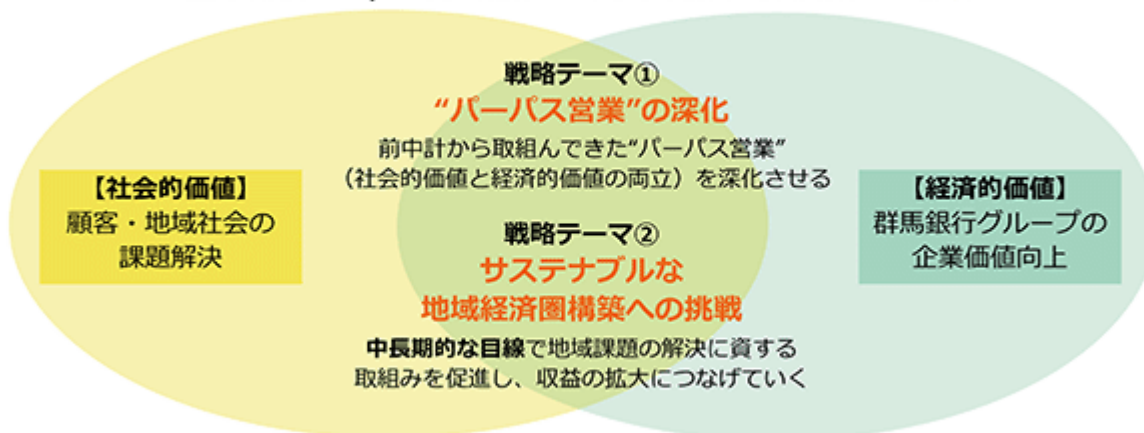 戦略テーマ①
“パーパス営業”の深化
前中計から取組んできた“パーパス営業”
（社会的価値と経済的価値の両立）を深化させる
【社会的価値】
顧客・地域社会の
課題解決
【経済的価値】
群馬銀行グループの
企業価値向上
戦略テーマ②
サステナブルな
地域経済圏構築への挑戦
中長期的な目線で地域課題の解決に資する
取組みを促進し、収益の拡大につなげていく